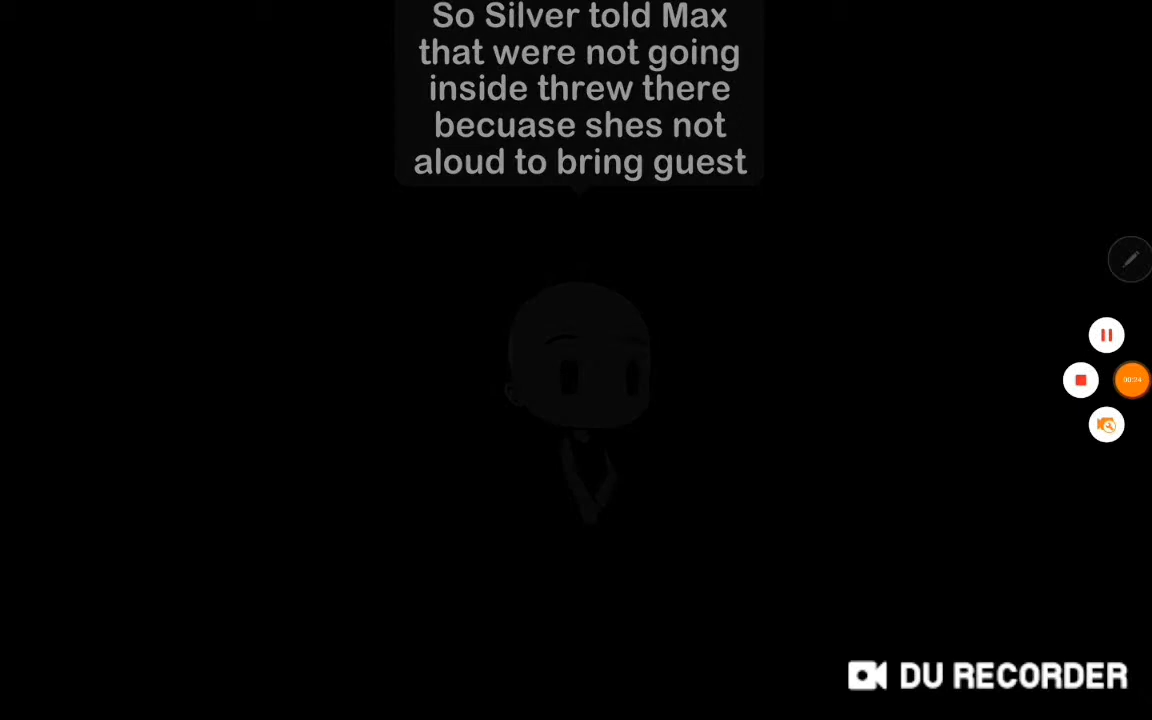 So Silver told Max
that were not going
inside threw there
becuase shes not
aloud to bring guest
DU RECORDER